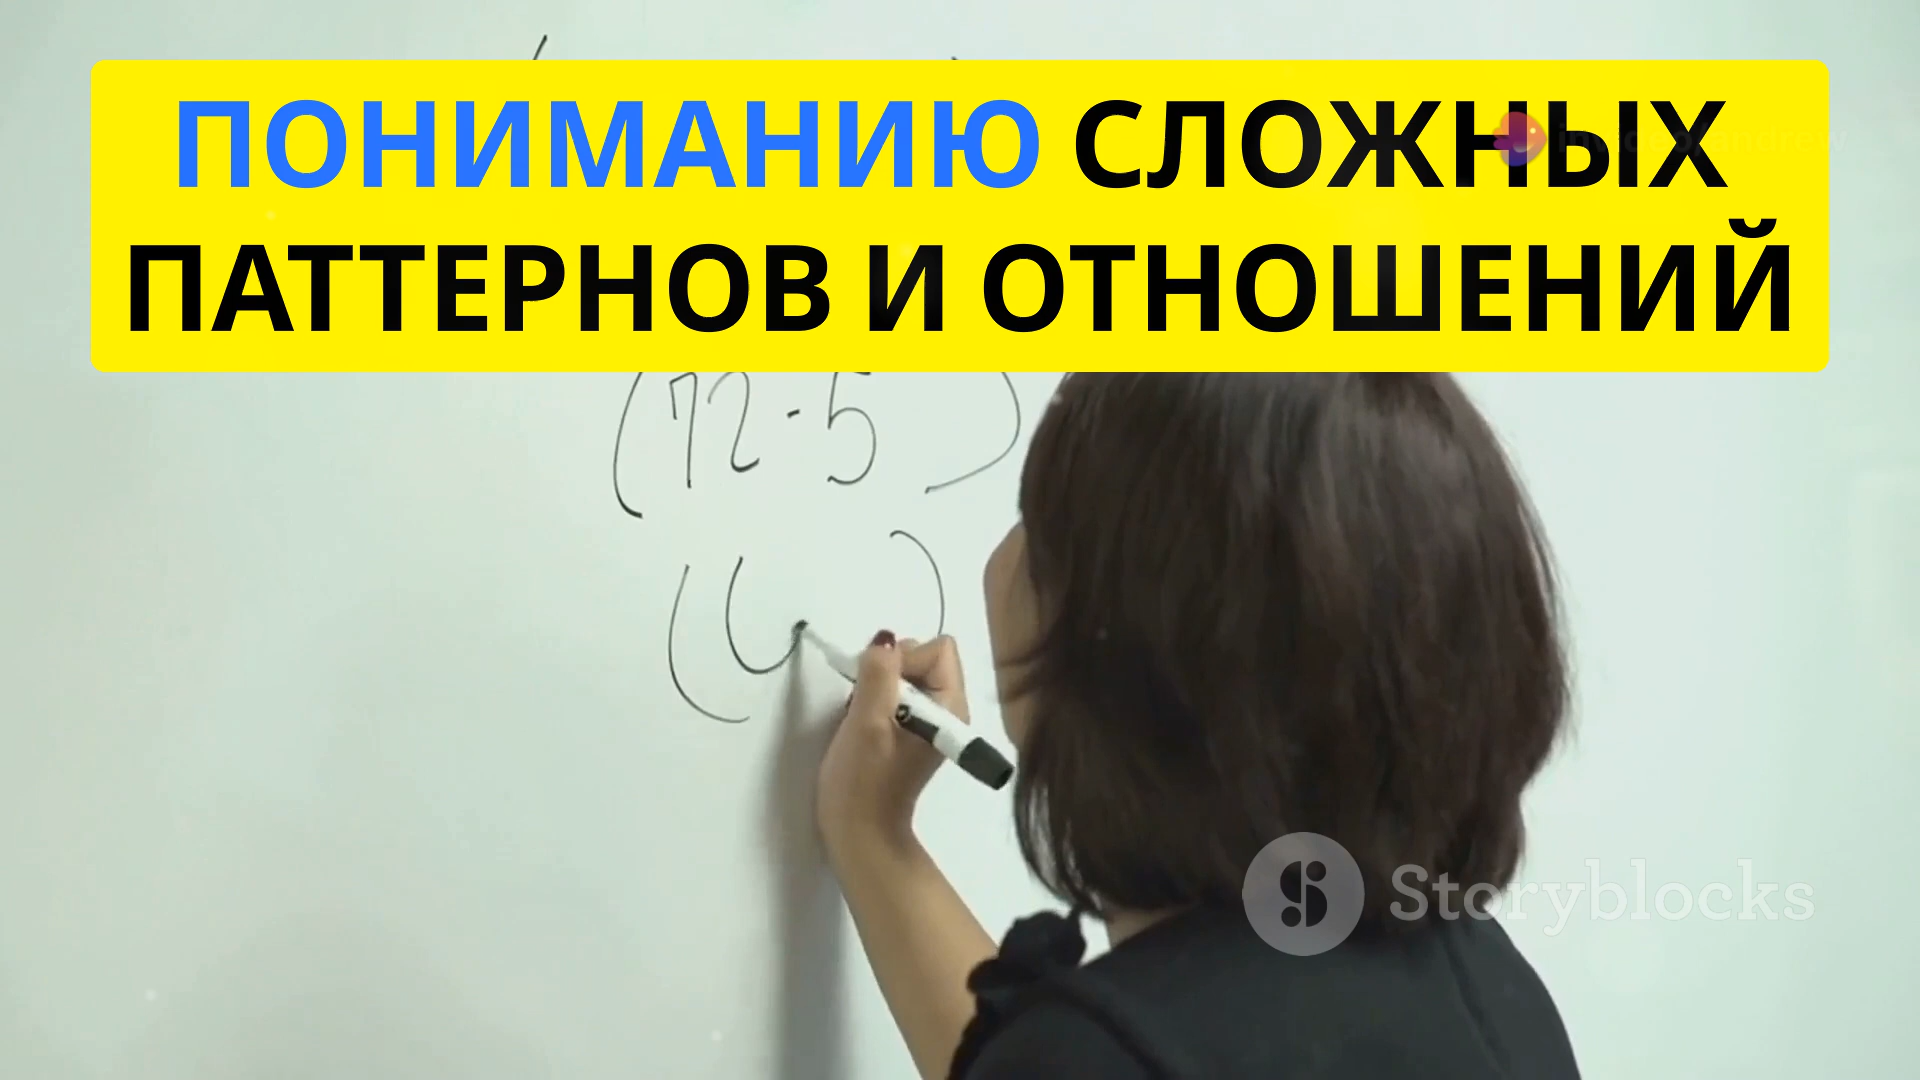 ПОНИМАНИЮ СЛОЖНЫХ
ПАТТЕРНОВ И ОТНОШЕНИЙ
(72-5 )
Storyblocks